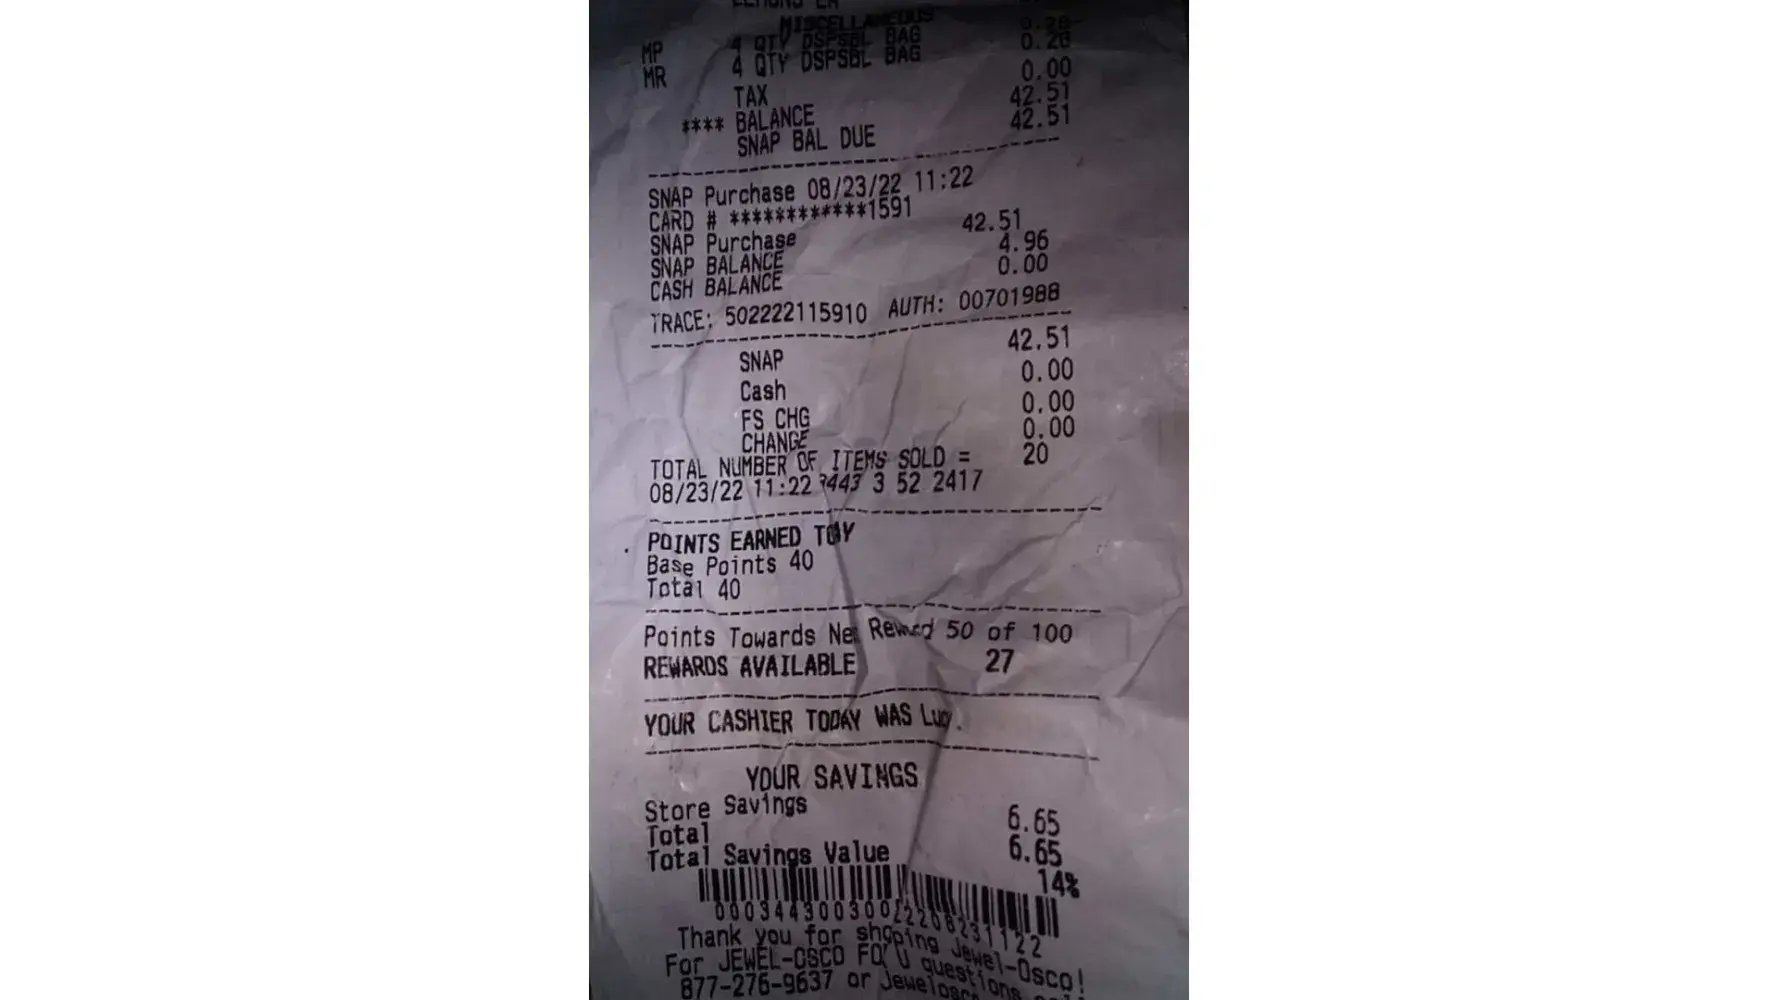 LEMONS EA
MISCELLANEOUS
MP 4 QTY DSPSBL BAG 0.28-
MR 4 QTY DSPSBL BAG 0.28
TAX 0.00
**** BALANCE 42.51
SNAP BAL DUE 42.51
SNAP Purchase 08/23/22 11:22
CARD # ************1591
SNAP Purchase 42.51
SNAP BALANCE 4.96
CASH BALANCE 0.00
TRACE: 502222115910 AUTH: 00701988
SNAP 42.51
Cash 0.00
FS CHG 0.00
CHANGE 0.00
TOTAL NUMBER OF ITEMS SOLD = 20
08/23/22 11:22 3443 3 52 2417
POINTS EARNED
Base Points 40
Total 40
Points Towards Reward 50 of 100
REWARDS AVAILABLE 27
YOUR CASHIER TODAY WAS
YOUR SAVINGS
Store Savings 6.65
Total 6.65
Total Savings Value 14%
Thank you for shopping Jewel-Osco!
For JEWEL-OSCO questions
877-276-9637 or